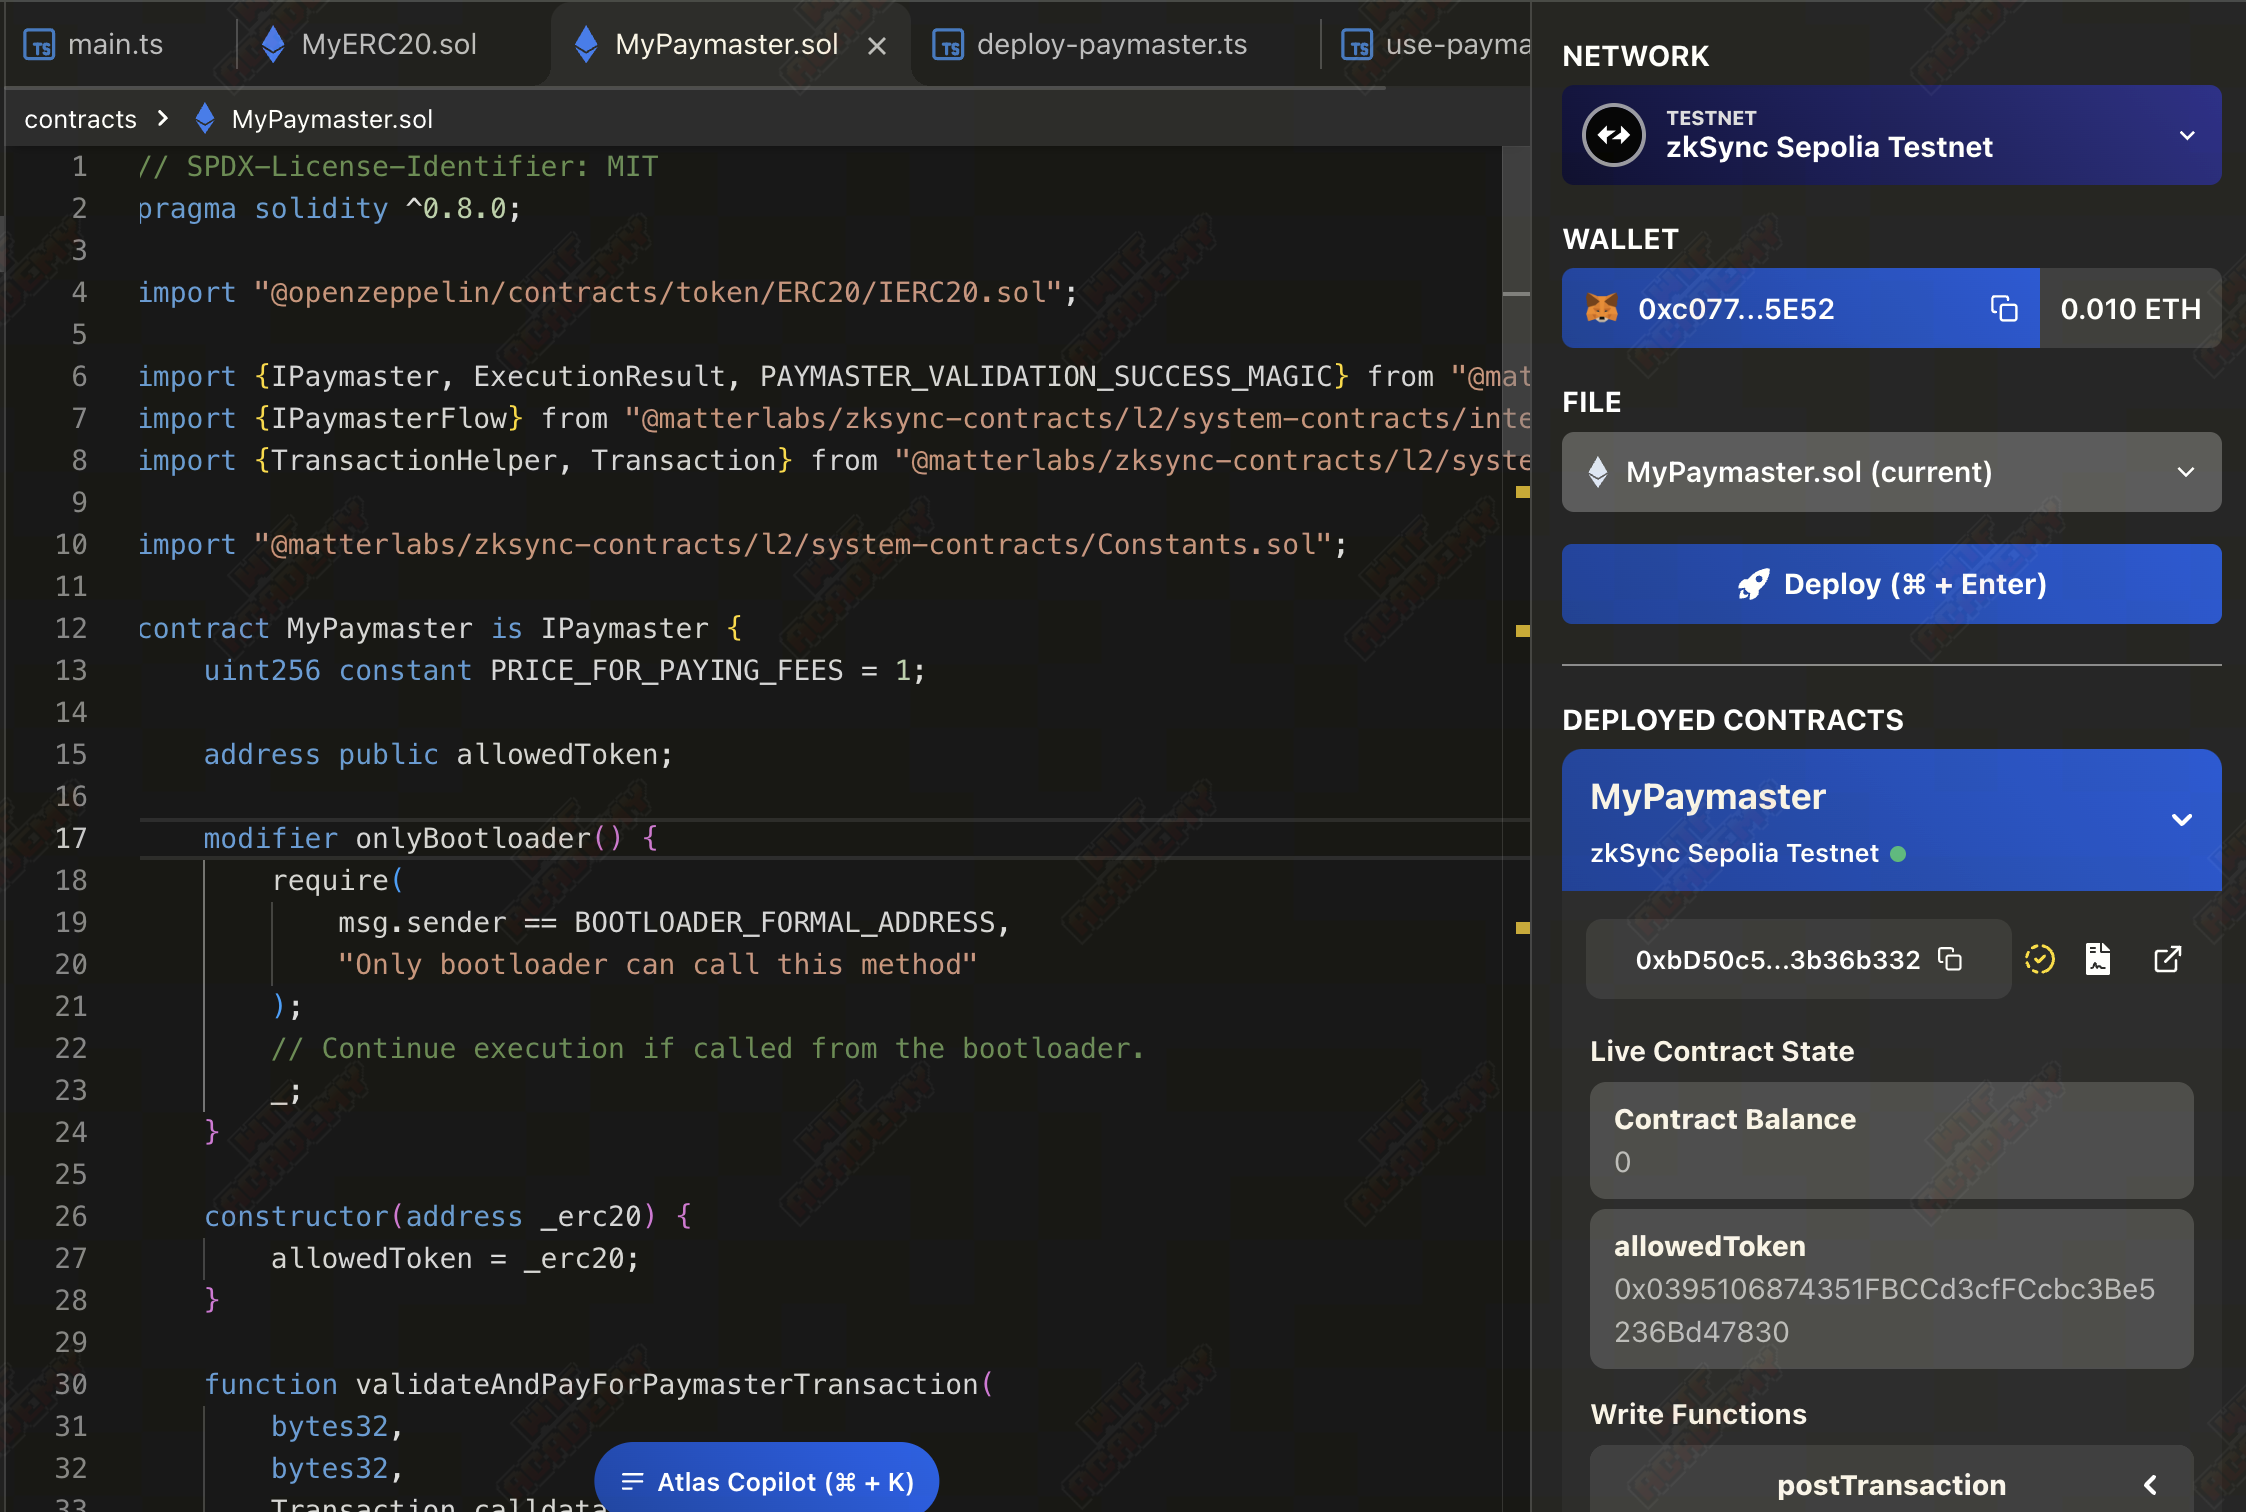 main.ts
MyERC20.sol
MyPaymaster.sol
deploy-paymaster.ts
use-payma
contracts > MyPaymaster.sol
1 // SPDX-License-Identifier: MIT
2 pragma solidity ^0.8.0;
3
4 import "@openzeppelin/contracts/token/ERC20/IERC20.sol";
5
6 import {IPaymaster, ExecutionResult, PAYMASTER_VALIDATION_SUCCESS_MAGIC} from "@mat
7 import {IPaymasterFlow} from "@matterlabs/zksync-contracts/l2/system-contracts/inte
8 import {TransactionHelper, Transaction} from "@matterlabs/zksync-contracts/l2/syste
9
10 import "@matterlabs/zksync-contracts/l2/system-contracts/Constants.sol";
11
12 contract MyPaymaster is IPaymaster {
13 uint256 constant PRICE_FOR_PAYING_FEES = 1;
14
15 address public allowedToken;
16
17 modifier onlyBootloader() {
18 require(
19 msg.sender == BOOTLOADER_FORMAL_ADDRESS,
20 "Only bootloader can call this method"
21 );
22 // Continue execution if called from the bootloader.
23 _;
24 }
25
26 constructor(address _erc20) {
27 allowedToken = _erc20;
28 }
29
30 function validateAndPayForPaymasterTransaction(
31 bytes32,
32 bytes32,
33 Transaction calldata
Atlas Copilot (⌘ + K)
NETWORK
TESTNET
zkSync Sepolia Testnet
WALLET
0xc077...5E52
0.010 ETH
FILE
MyPaymaster.sol (current)
Deploy (⌘ + Enter)
DEPLOYED CONTRACTS
MyPaymaster
zkSync Sepolia Testnet
0xbD50c5...3b36b332
Live Contract State
Contract Balance
0
allowedToken
0x0395106874351FBCCd3cfFCcbc3Be5
236Bd47830
Write Functions
postTransaction
WTF
ACADEMY